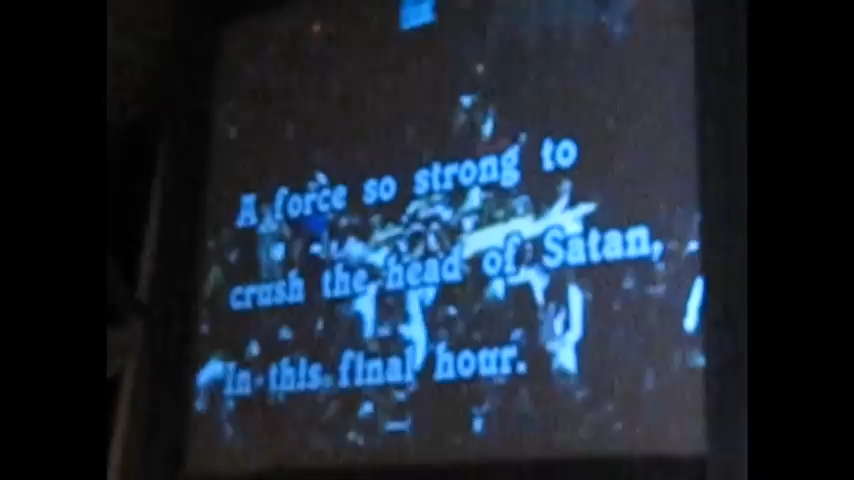 A force so strong to
crush the head of Satan,
In this final hour.